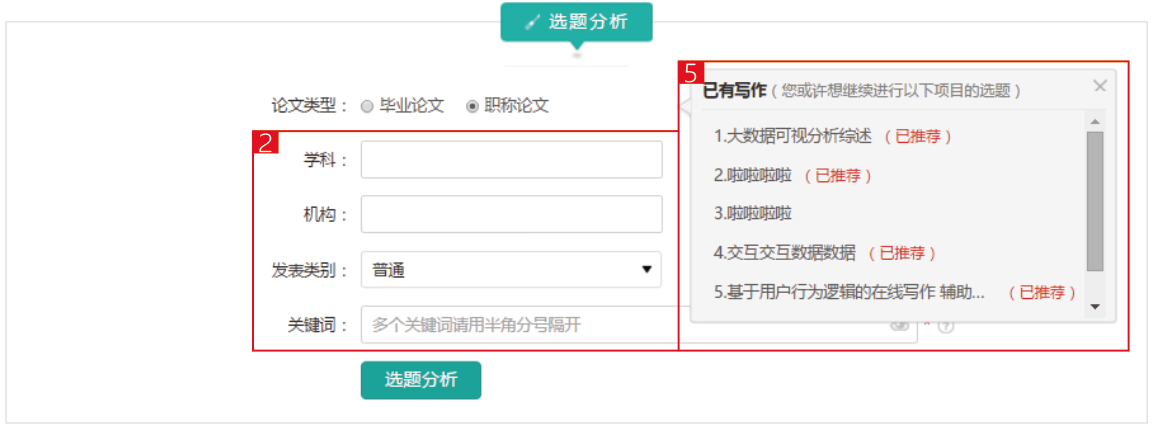 选题分析
论文类型： 毕业论文 职称论文
2
学科：
机构：
发表类别： 普通
关键词： 多个关键词请用半角分号隔开 * ?
选题分析
5
已有写作（您或许想继续进行以下项目的选题） ×
1.大数据可视分析综述 （已推荐）
2.啦啦啦啦 （已推荐）
3.啦啦啦啦
4.交互交互数据数据 （已推荐）
5.基于用户行为逻辑的在线写作 辅助... （已推荐）